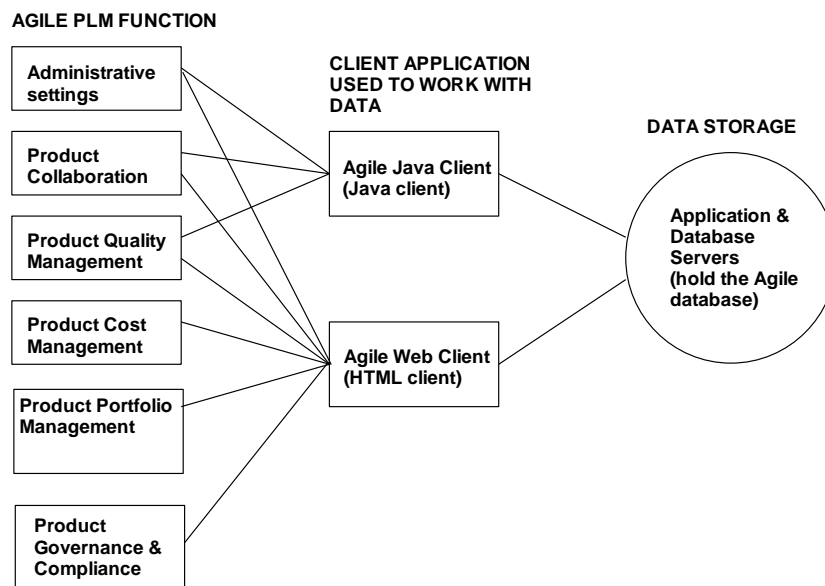 AGILE PLM FUNCTION
Administrative
settings
Product
Collaboration
Product Quality
Management
Product Cost
Management
Product Portfolio
Management
Product
Governance &
Compliance
CLIENT APPLICATION
USED TO WORK WITH
DATA
Agile Java Client
(Java client)
Agile Web Client
(HTML client)
DATA STORAGE
Application &
Database
Servers
(hold the Agile
database)